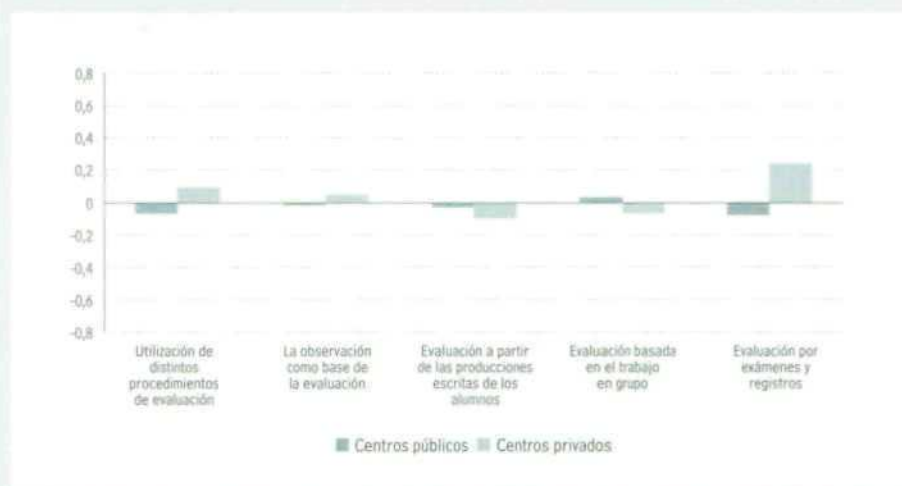 0,8
0,6
0,4
0,2
0
-0,2
-0,4
-0,6
-0,8
Utilización de
distintos
procedimientos
de evaluación
La observación
como base de
la evaluación
Evaluación a partir
de las producciones
escritas de los
alumnos
Evaluación basada
en el trabajo
en grupo
Evaluación por
exámenes y
registros
Centros públicos Centros privados